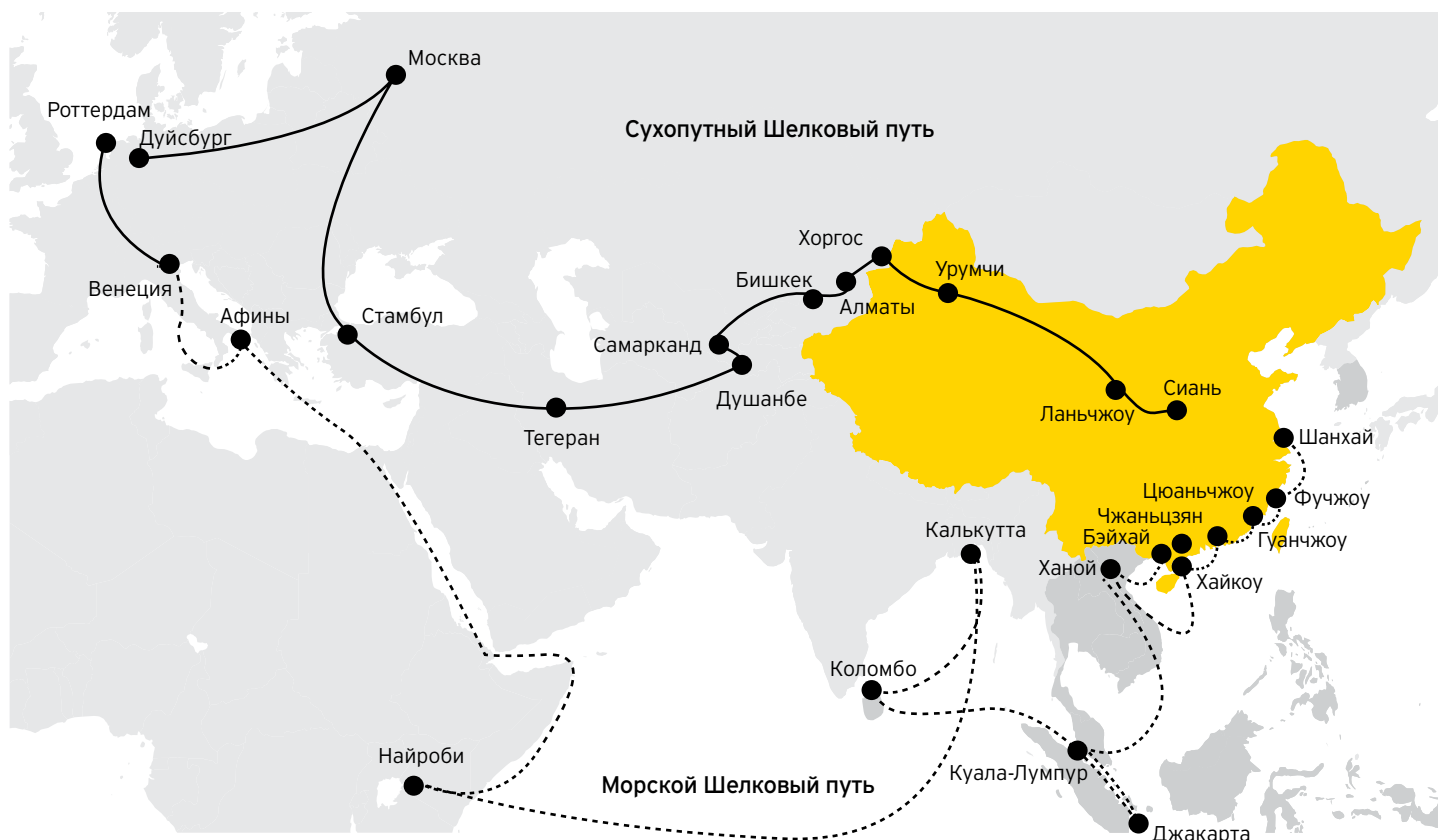 Москва
Роттердам
Дуйсбург
Сухопутный Шелковый путь
Хоргос
Урумчи
Бишкек
Алматы
Венеция
Афины
Стамбул
Самарканд
Душанбе
Сиань
Ланьчжоу
Тегеран
Шанхай
Цюаньчжоу
Фучжоу
Чжаньцзян
Калькутта
Бэйхай
Гуанчжоу
Ханой
Хайкоу
Коломбо
Найроби
Куала-Лумпур
Морской Шелковый путь
Джакарта